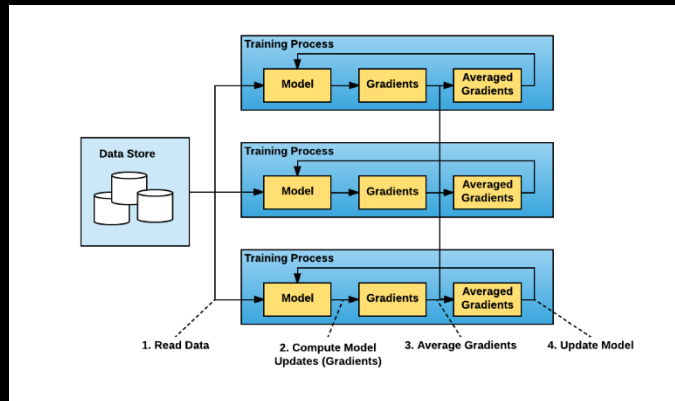 Training Process
Model
Gradients
Averaged
Gradients
Data Store
Training Process
Model
Gradients
Averaged
Gradients
Training Process
Model
Gradients
Averaged
Gradients
1. Read Data
2. Compute Model
Updates (Gradients)
3. Average Gradients
4. Update Model